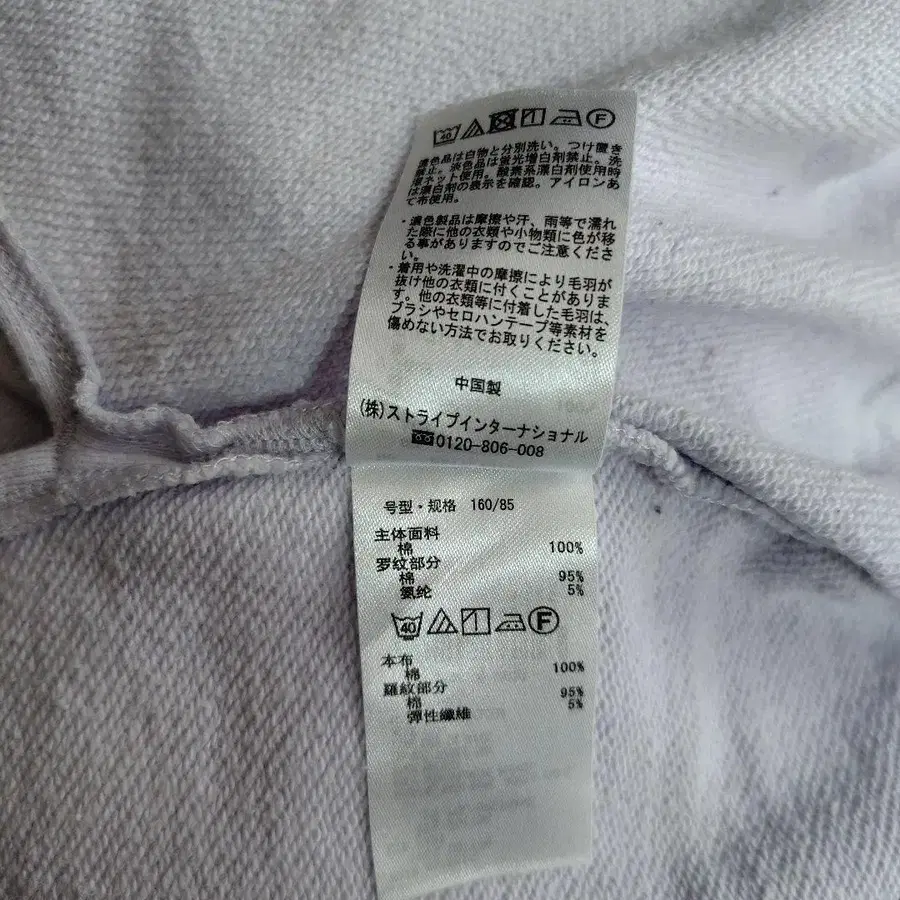 40 F
濃色品は白物と分別洗い。つけ置き
禁止。淡色品は蛍光増白剤禁止。洗
濯ネット使用。酸素系漂白剤使用時
は漂白剤の表示を確認。アイロンあ
て布使用。
・濃色製品は摩擦や汗、雨等で濡れ
た際に他の衣類や小物類に色が移
る事がありますのでご注意くださ
い。
・着用や洗濯中の摩擦により毛羽が
抜け他の衣類に付くことがありま
す。他の衣類等に付着した毛羽は、
ブラシやセロハンテープ等素材を
傷めない方法でお取りください。
中国製
(株)ストライプインターナショナル
0120-806-008
号型・规格 160/85
主体面料
棉 100%
罗纹部分
棉 95%
氨纶 5%
40 F
本布
棉 100%
羅紋部分
棉 95%
彈性纖維 5%